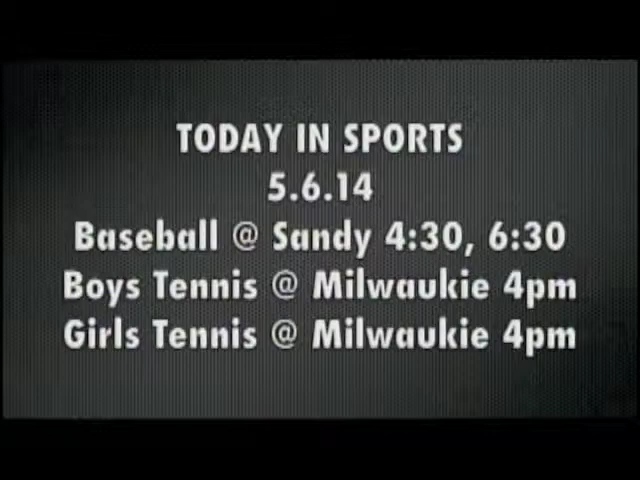 TODAY IN SPORTS
5.6.14
Baseball @ Sandy 4:30, 6:30
Boys Tennis @ Milwaukie 4pm
Girls Tennis @ Milwaukie 4pm